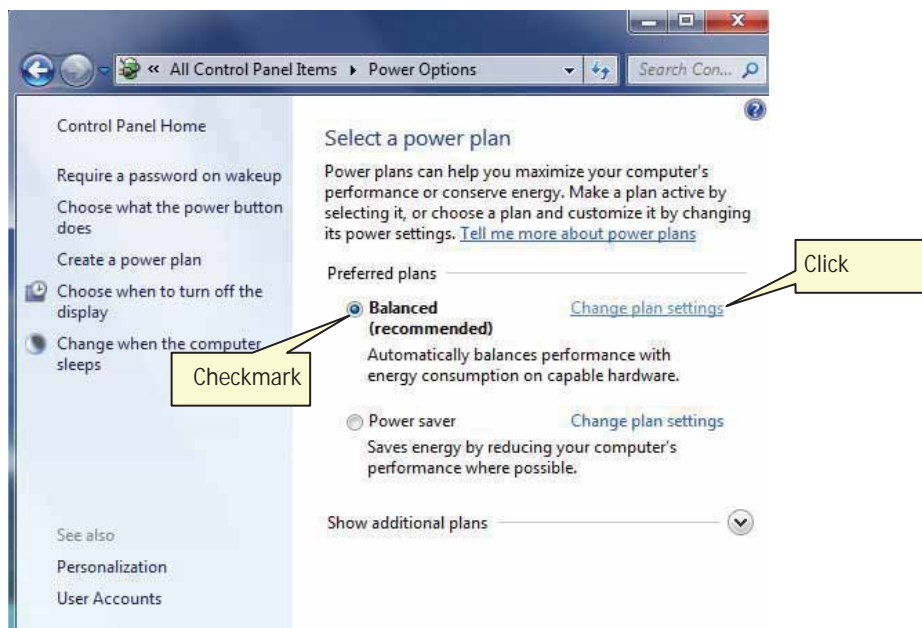 « All Control Panel Items ▸ Power Options
Search Con...
Control Panel Home
Require a password on wakeup
Choose what the power button
does
Create a power plan
Choose when to turn off the
display
Change when the computer
sleeps
See also
Personalization
User Accounts
Select a power plan
Power plans can help you maximize your computer's
performance or conserve energy. Make a plan active by
selecting it, or choose a plan and customize it by changing
its power settings. Tell me more about power plans
Preferred plans
Click
Balanced
(recommended)
Change plan settings
Checkmark
Automatically balances performance with
energy consumption on capable hardware.
Power saver
Change plan settings
Saves energy by reducing your computer's
performance where possible.
Show additional plans